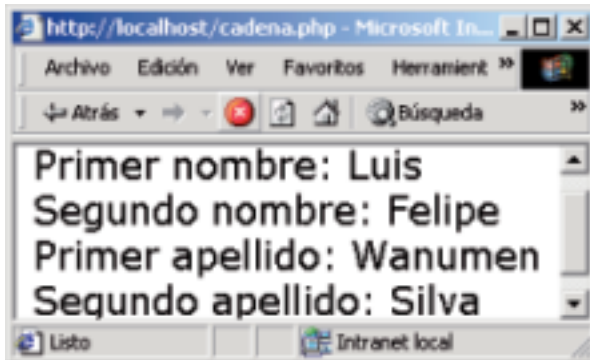 http://localhost/cadena.php - Microsoft In...
Archivo Edición Ver Favoritos Herramient »
Atrás Búsqueda »
Primer nombre: Luis
Segundo nombre: Felipe
Primer apellido: Wanumen
Segundo apellido: Silva
Listo Intranet local